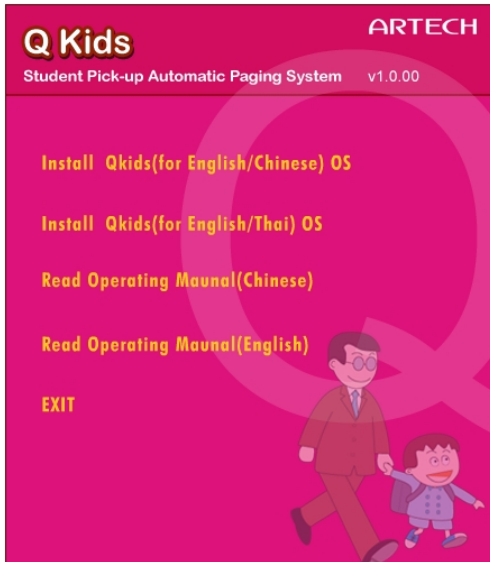 ARTECH
Q Kids
Student Pick-up Automatic Paging System v1.0.00
Install Qkids(for English/Chinese) OS
Install Qkids(for English/Thai) OS
Read Operating Maunal(Chinese)
Read Operating Maunal(English)
EXIT